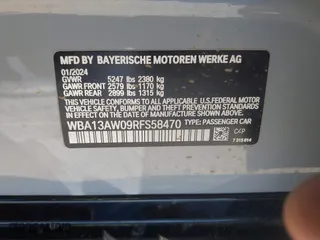 MFD BY BAYERISCHE MOTOREN WERKE AG
01/2024
GVWR 5247 lbs 2380 kg
GAWR FRONT 2579 lbs 1170 kg
GAWR REAR 2899 lbs 1315 kg
THIS VEHICLE CONFORMS TO ALL APPLICABLE U.S. FEDERAL MOTOR
VEHICLE SAFETY, BUMPER, AND THEFT PREVENTION
STANDARDS IN EFFECT ON THE DATE OF
MANUFACTURE SHOWN ABOVE.
WBA13AW09RFS58470
TYPE: PASSENGER CAR
CAP